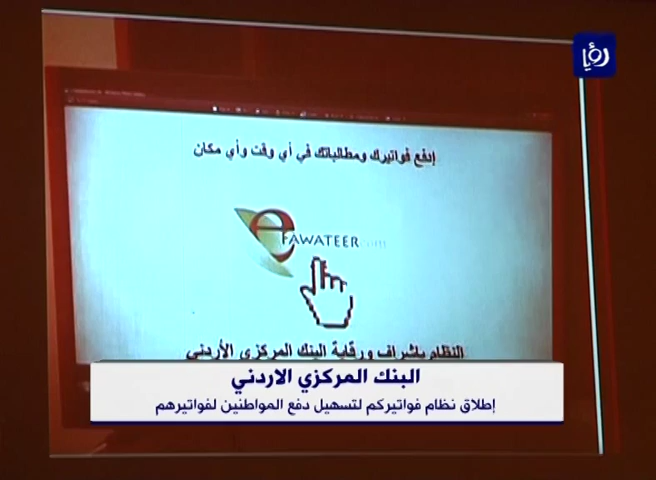 رؤيا
إدفع فواتيرك ومطالباتك في أي وقت وأي مكان
eFAWATEER.com
النظام بإشراف ورقابة البنك المركزي الأردني
البنك المركزي الاردني
إطلاق نظام فواتيركم لتسهيل دفع المواطنين لفواتيرهم